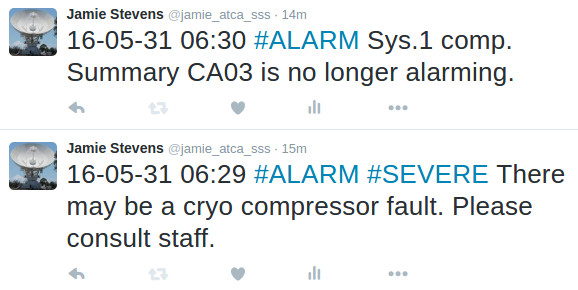 Jamie Stevens @jamie_atca_sss · 14m
16-05-31 06:30 #ALARM Sys.1 comp.
Summary CA03 is no longer alarming.
Jamie Stevens @jamie_atca_sss · 15m
16-05-31 06:29 #ALARM #SEVERE There
may be a cryo compressor fault. Please
consult staff.